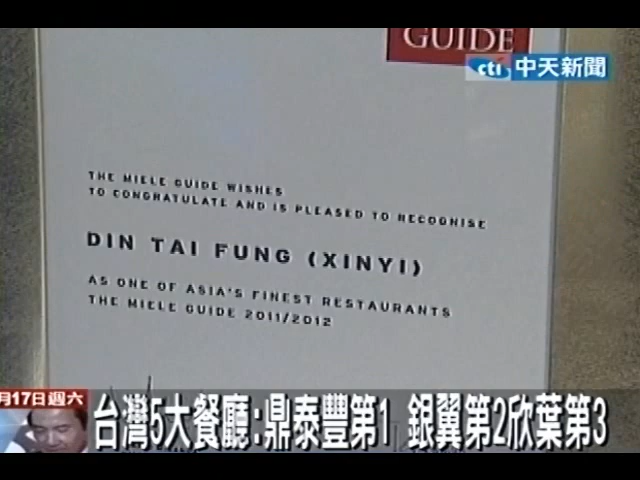 GUIDE
cti 中天新聞
THE MIELE GUIDE WISHES
TO CONGRATULATE AND IS PLEASED TO RECOGNISE
DIN TAI FUNG (XINYI)
AS ONE OF ASIA'S FINEST RESTAURANTS
THE MIELE GUIDE 2011/2012
月17日週六
台灣5大餐廳:鼎泰豐第1 銀翼第2欣葉第3